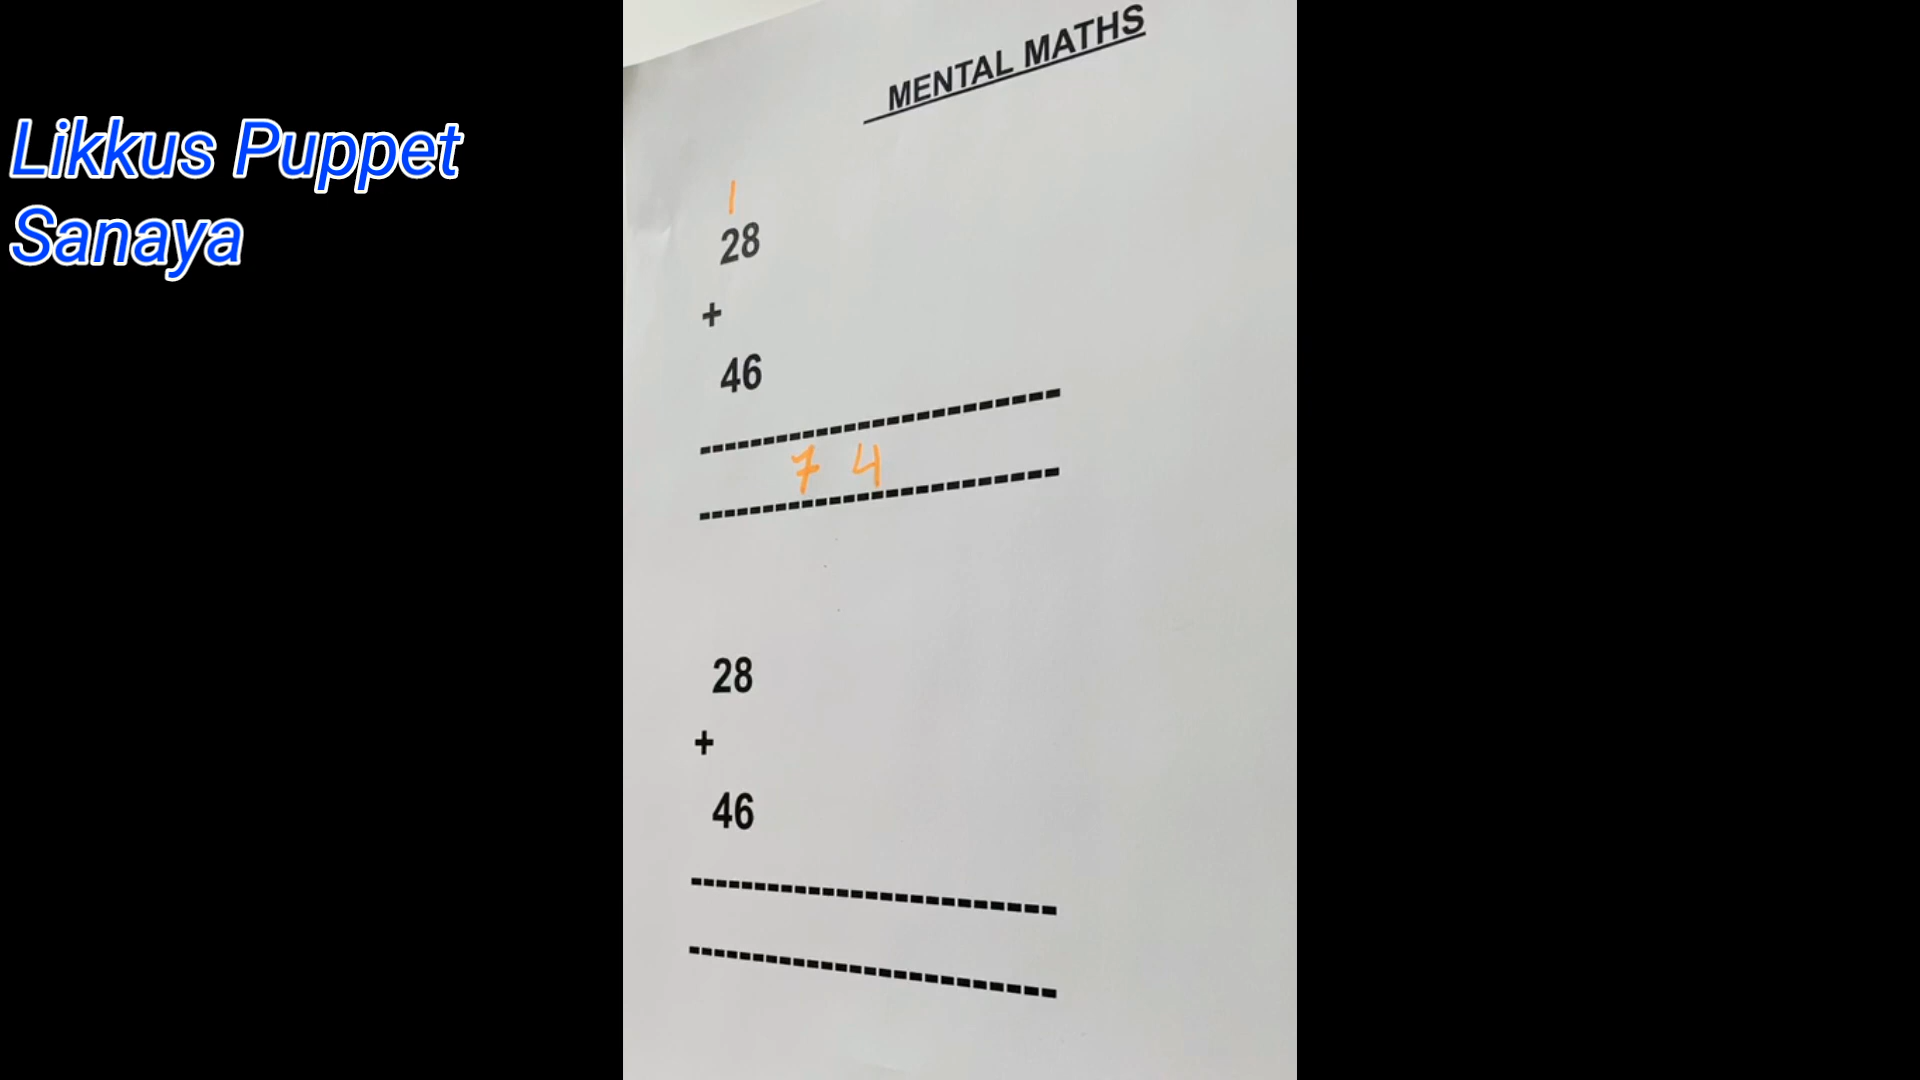 Likkus Puppet
Sanaya
MENTAL MATHS
1
28
+
46
7 4
28
+
46